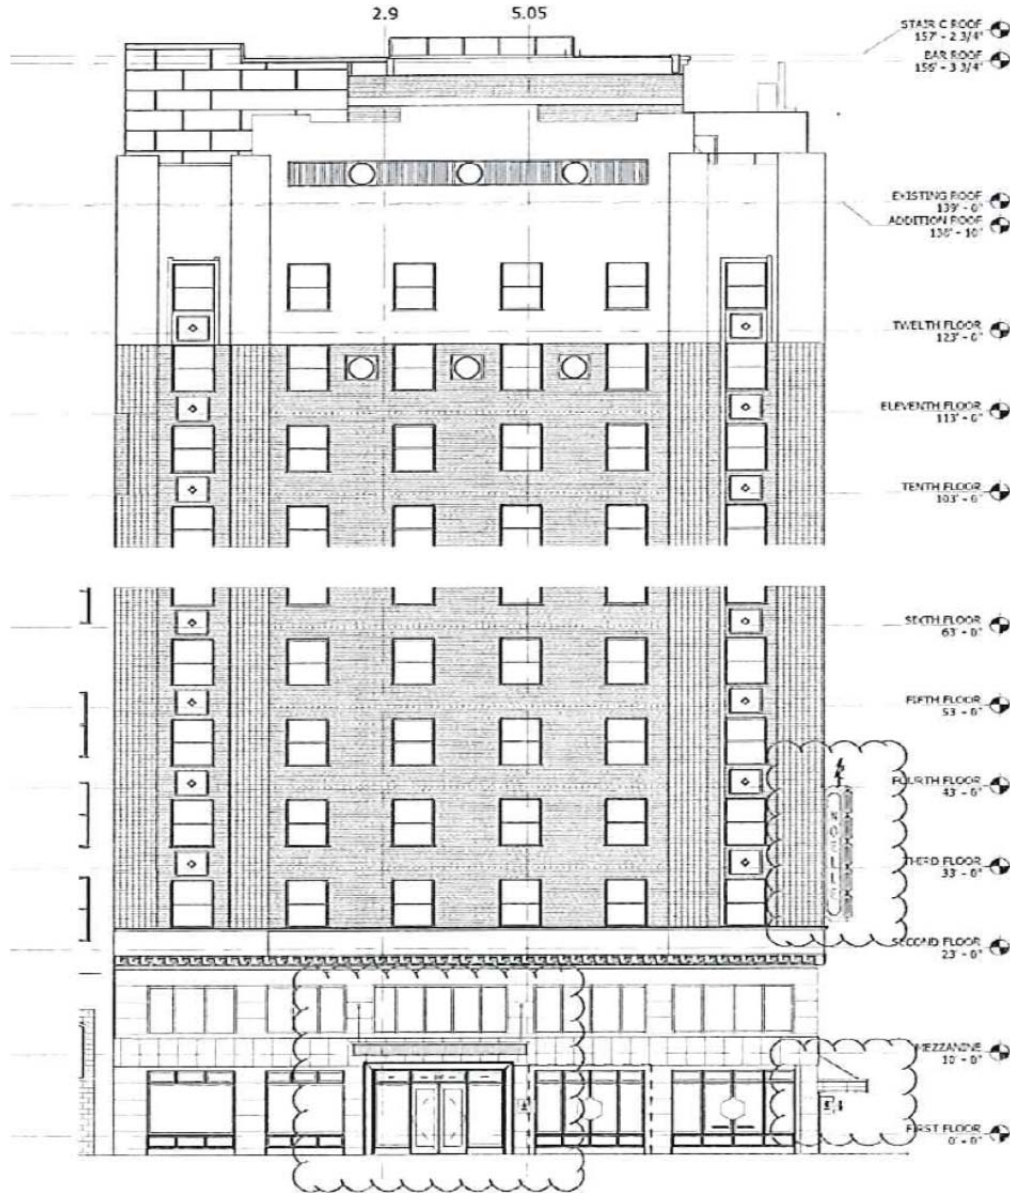 2.9 5.05
STAIR C ROOF
157' - 2 3/4"
BAR ROOF
156' - 3 3/4"
EXISTING ROOF
139' - 0"
ADDITION ROOF
138' - 10"
TWELTH FLOOR
123' - 0"
ELEVENTH FLOOR
113' - 0"
TENTH FLOOR
103' - 0"
SIXTH FLOOR
63' - 0"
FIFTH FLOOR
53' - 0"
FOURTH FLOOR
43' - 0"
THIRD FLOOR
33' - 0"
NOELLE
SECOND FLOOR
23' - 0"
MEZZANINE
10' - 0"
FIRST FLOOR
0' - 0"